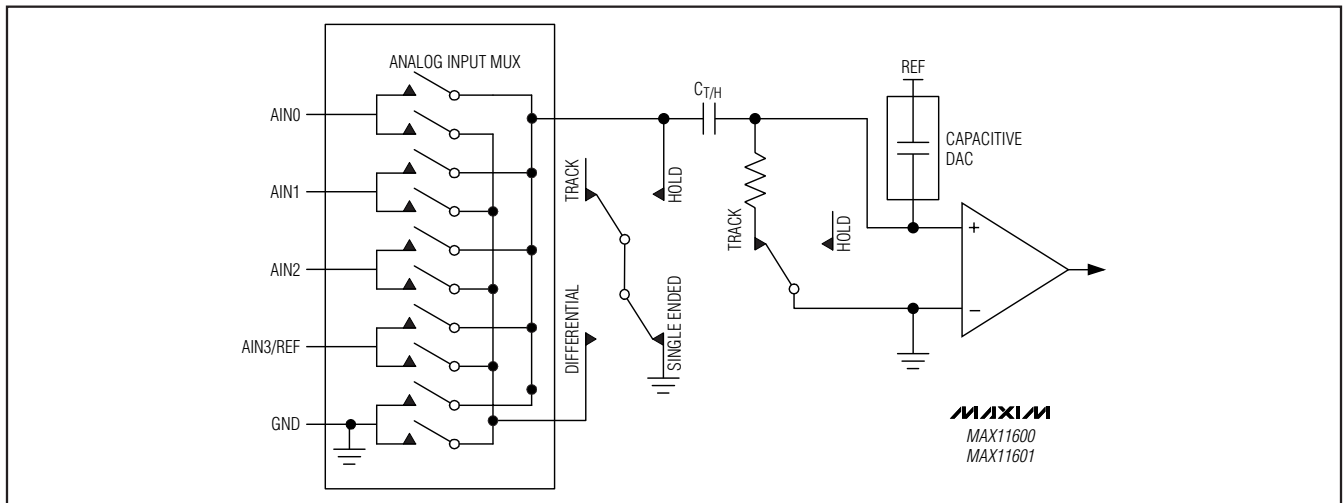 ANALOG INPUT MUX
AIN0
AIN1
AIN2
AIN3/REF
GND
TRACK
HOLD
DIFFERENTIAL
SINGLE ENDED
CT/H
TRACK
HOLD
REF
CAPACITIVE
DAC
+
−
MAXIM
MAX11600
MAX11601